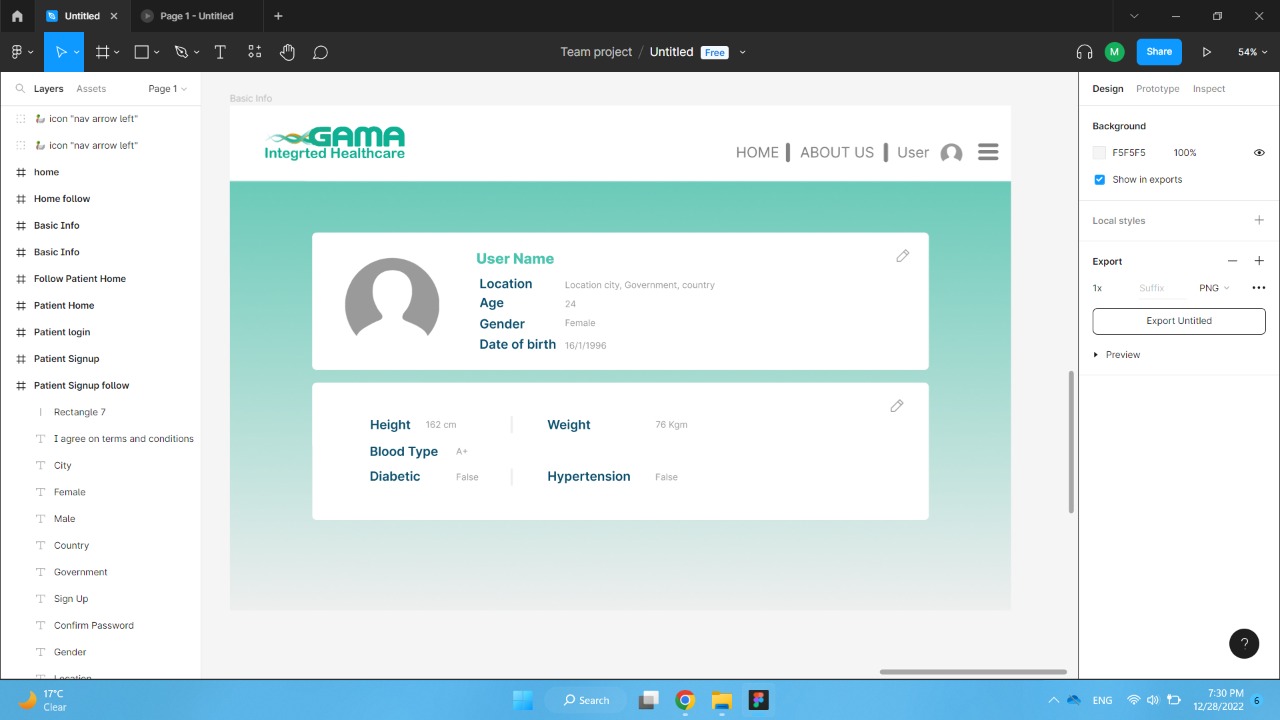 Untitled
Page 1 - Untitled
Team project / Untitled Free
M
Share
54%
Layers Assets Page 1
icon "nav arrow left"
icon "nav arrow left"
home
Home follow
Basic Info
Basic Info
Follow Patient Home
Patient Home
Patient login
Patient Signup
Patient Signup follow
Rectangle 7
I agree on terms and conditions
City
Female
Male
Country
Government
Sign Up
Confirm Password
Gender
Location
Basic Info
GAMA
Integrted Healthcare
HOME ABOUT US User
User Name
Location Location city, Government, country
Age 24
Gender Female
Date of birth 16/1/1996
Height 162 cm Weight 76 Kgm
Blood Type A+
Diabetic False Hypertension False
Design Prototype Inspect
Background
F5F5F5 100%
Show in exports
Local styles
Export
1x Suffix PNG
Export Untitled
Preview
?
17°C
Clear
Search
ENG
7:30 PM
12/28/2022
6